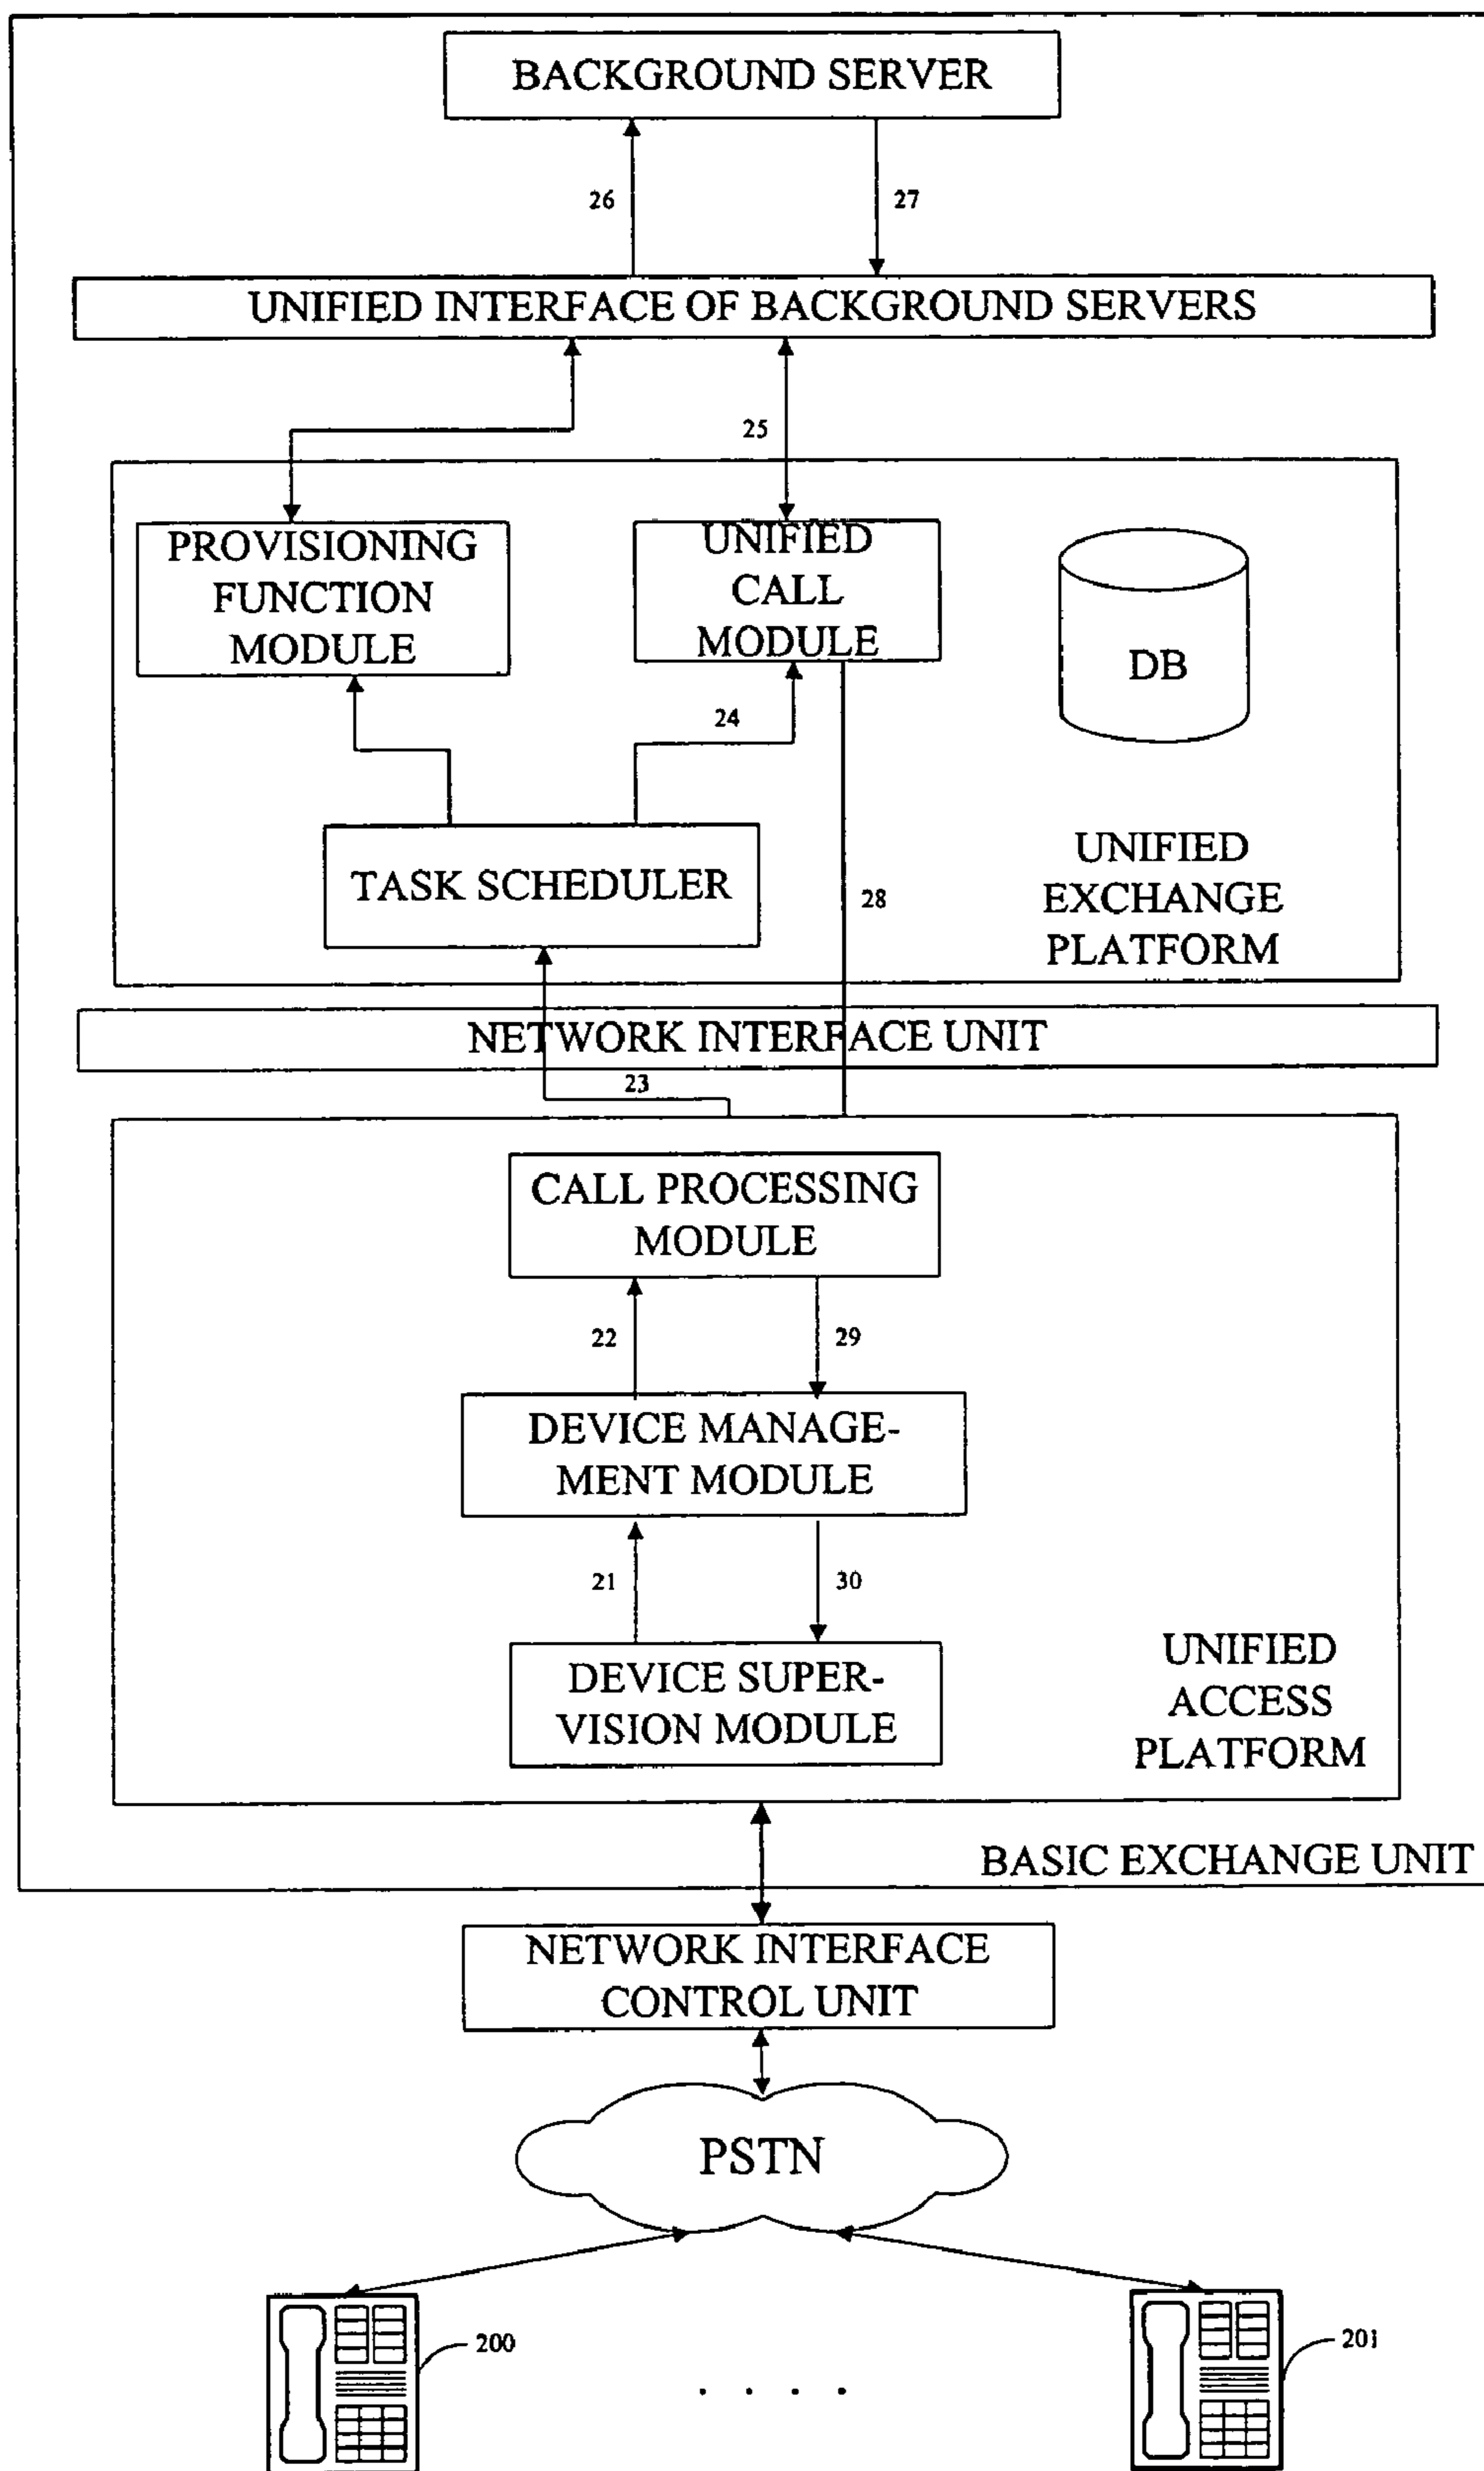 BACKGROUND SERVER
26
27
UNIFIED INTERFACE OF BACKGROUND SERVERS
25
PROVISIONING
FUNCTION
MODULE
UNIFIED
CALL
MODULE
DB
24
TASK SCHEDULER
28
UNIFIED
EXCHANGE
PLATFORM
NETWORK INTERFACE UNIT
23
CALL PROCESSING
MODULE
22
29
DEVICE MANAGE-
MENT MODULE
21
30
DEVICE SUPER-
VISION MODULE
UNIFIED
ACCESS
PLATFORM
BASIC EXCHANGE UNIT
NETWORK INTERFACE
CONTROL UNIT
PSTN
200
201
. . . .